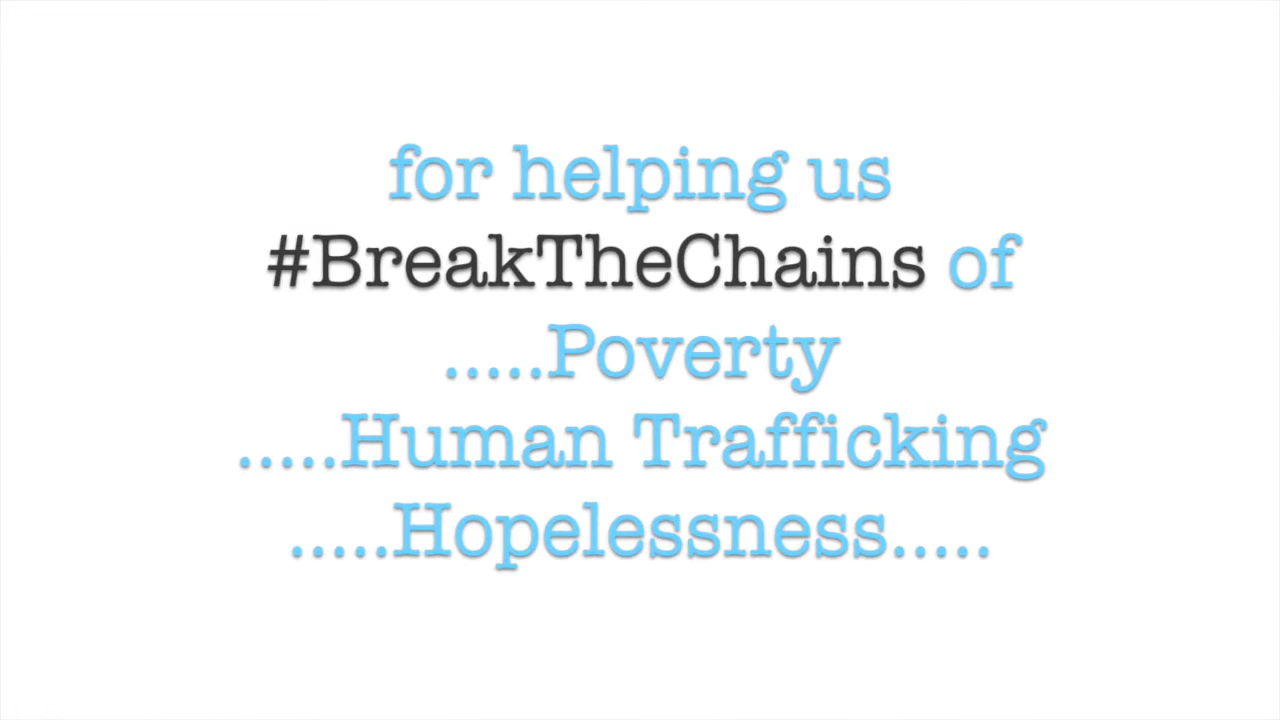 for helping us
#BreakTheChains of
.....Poverty
.....Human Trafficking
.....Hopelessness.....